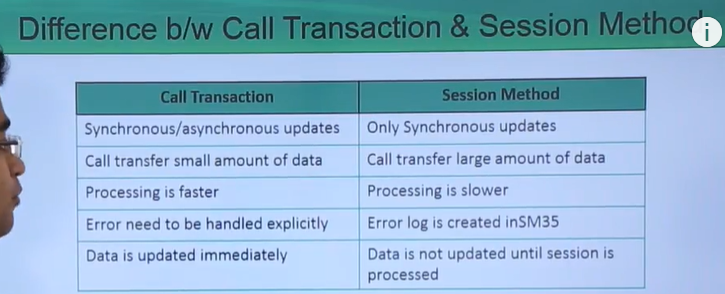 Difference b/w Call Transaction & Session Method
i
Call Transaction Session Method
Synchronous/asynchronous updates Only Synchronous updates
Call transfer small amount of data Call transfer large amount of data
Processing is faster Processing is slower
Error need to be handled explicitly Error log is created inSM35
Data is updated immediately Data is not updated until session is
processed